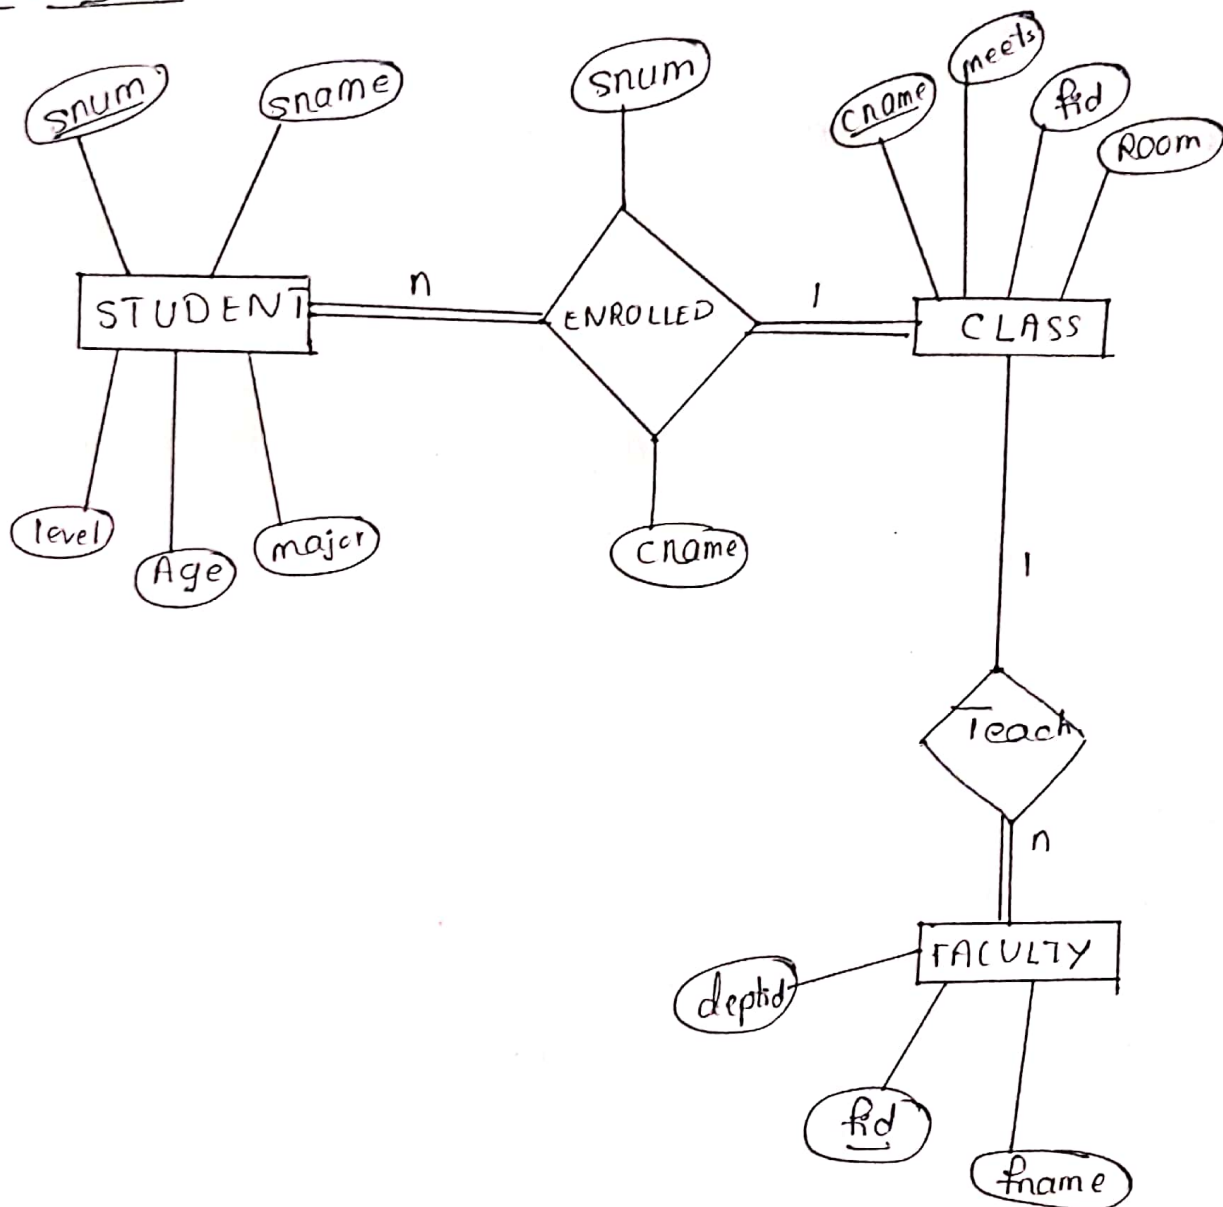 snum
sname
snum
cname
meets
fid
Room
STUDENT
n
ENROLLED
1
CLASS
level
Age
major
cname
1
Teach
n
FACULTY
deptid
fid
fname